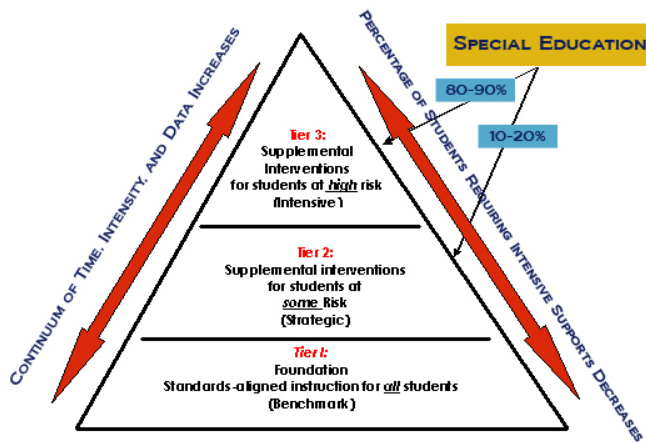 SPECIAL EDUCATION
80-90%
10-20%
CONTINUUM OF TIME, INTENSITY, AND DATA INCREASES
PERCENTAGE OF STUDENTS REQUIRING INTENSIVE SUPPORTS DECREASES
Tier 3:
Supplemental
Interventions
for students at high risk
(Intensive)
Tier 2:
Supplemental interventions
for students at
some Risk
(Strategic)
Tier I:
Foundation
Standards-aligned instruction for all students
(Benchmark)